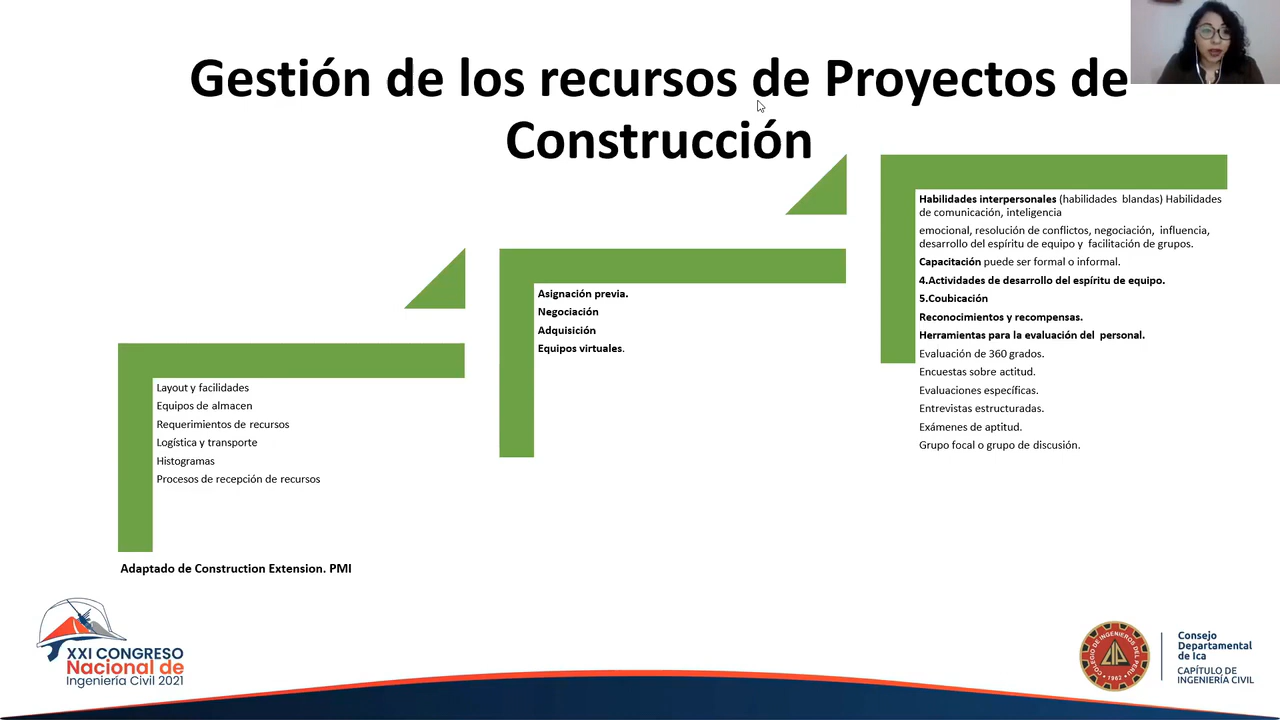 Gestión de los recursos de Proyectos de
Construcción
Layout y facilidades
Equipos de almacen
Requerimientos de recursos
Logística y transporte
Histogramas
Procesos de recepción de recursos
Asignación previa.
Negociación
Adquisición
Equipos virtuales.
Habilidades interpersonales (habilidades blandas) Habilidades
de comunicación, inteligencia
emocional, resolución de conflictos, negociación, influencia,
desarrollo del espíritu de equipo y facilitación de grupos.
Capacitación puede ser formal o informal.
4.Actividades de desarrollo del espíritu de equipo.
5.Coubicación
Reconocimientos y recompensas.
Herramientas para la evaluación del personal.
Evaluación de 360 grados.
Encuestas sobre actitud.
Evaluaciones específicas.
Entrevistas estructuradas.
Exámenes de aptitud.
Grupo focal o grupo de discusión.
Adaptado de Construction Extension. PMI
XXI CONGRESO
Nacional de
Ingeniería Civil 2021
COLEGIO DE INGENIEROS DEL PERU
1962
Consejo
Departamental
de Ica
CAPÍTULO DE
INGENIERÍA CIVIL